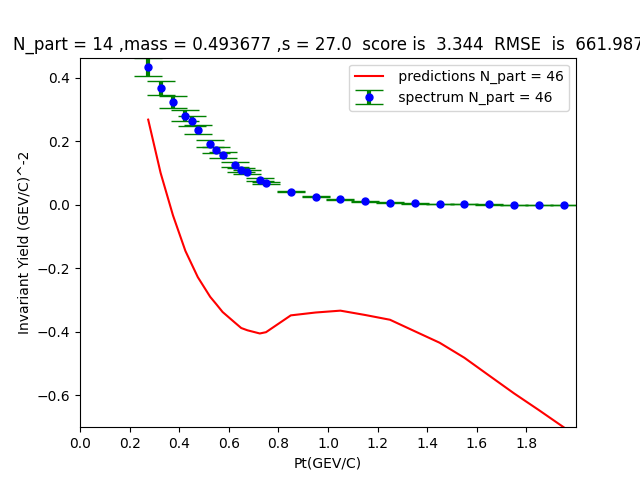 N_part = 14 ,mass = 0.493677 ,s = 27.0  score is  3.344  RMSE  is  661.987
predictions N_part = 46
spectrum N_part = 46
Invariant Yield (GEV/C)^-2
0.4
0.2
0.0
−0.2
−0.4
−0.6
0.0 0.2 0.4 0.6 0.8 1.0 1.2 1.4 1.6 1.8
Pt(GEV/C)